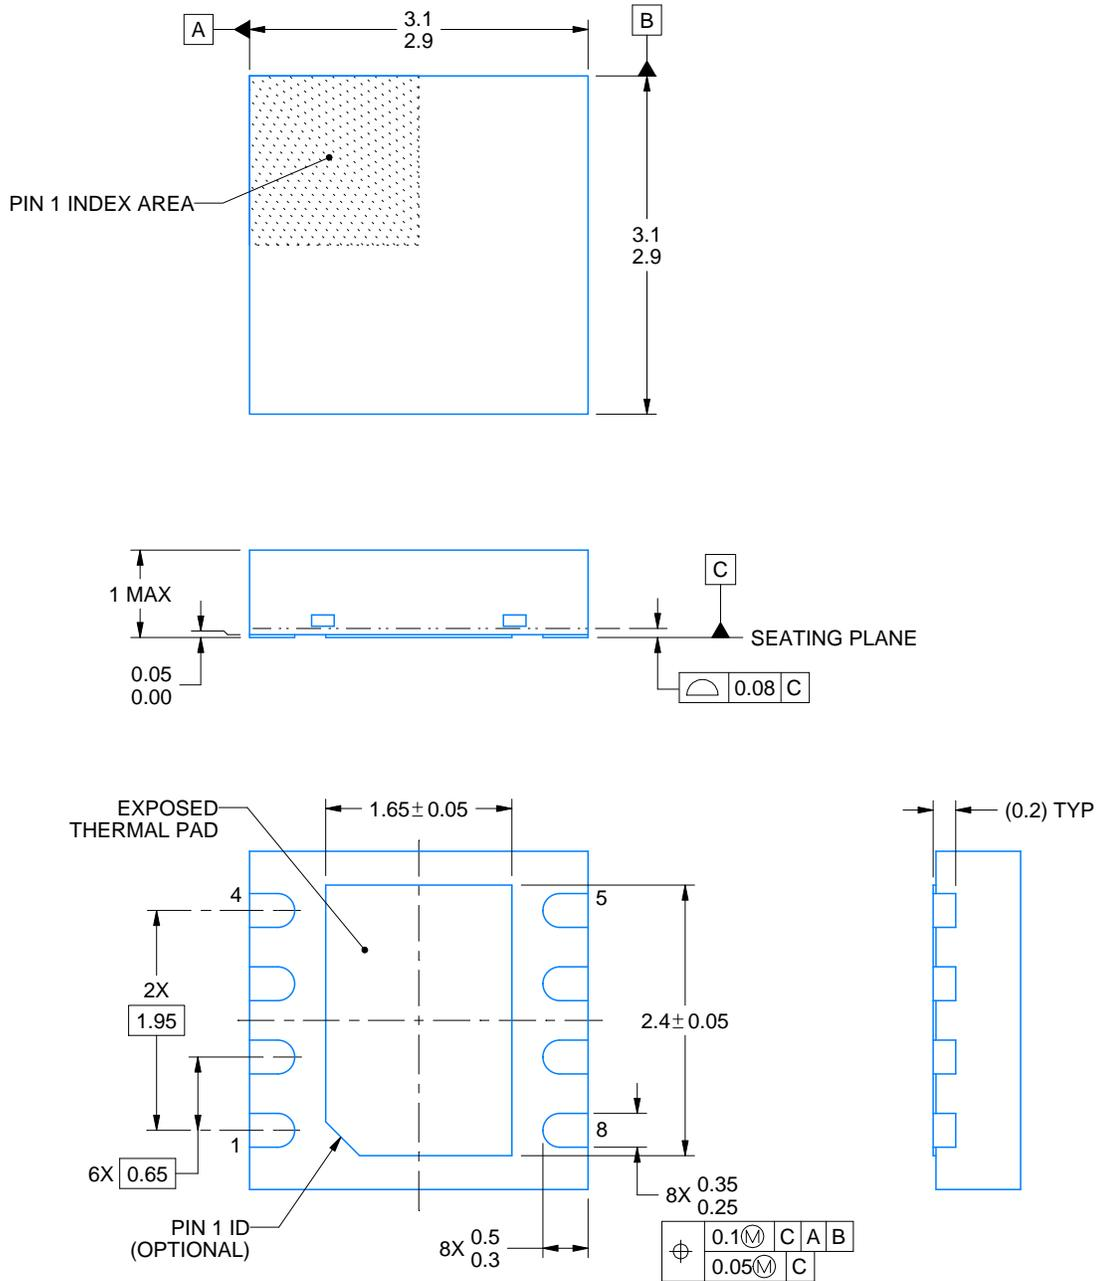 A
3.1
2.9
B
PIN 1 INDEX AREA
3.1
2.9
1 MAX
C
SEATING PLANE
0.05
0.00
0.08 C
EXPOSED
THERMAL PAD
1.65±0.05
(0.2) TYP
4
5
2X
1.95
2.4±0.05
1
8
6X 0.65
8X 0.35
0.25
PIN 1 ID
(OPTIONAL)
8X 0.5
0.3
0.1Ⓜ C A B
0.05Ⓜ C